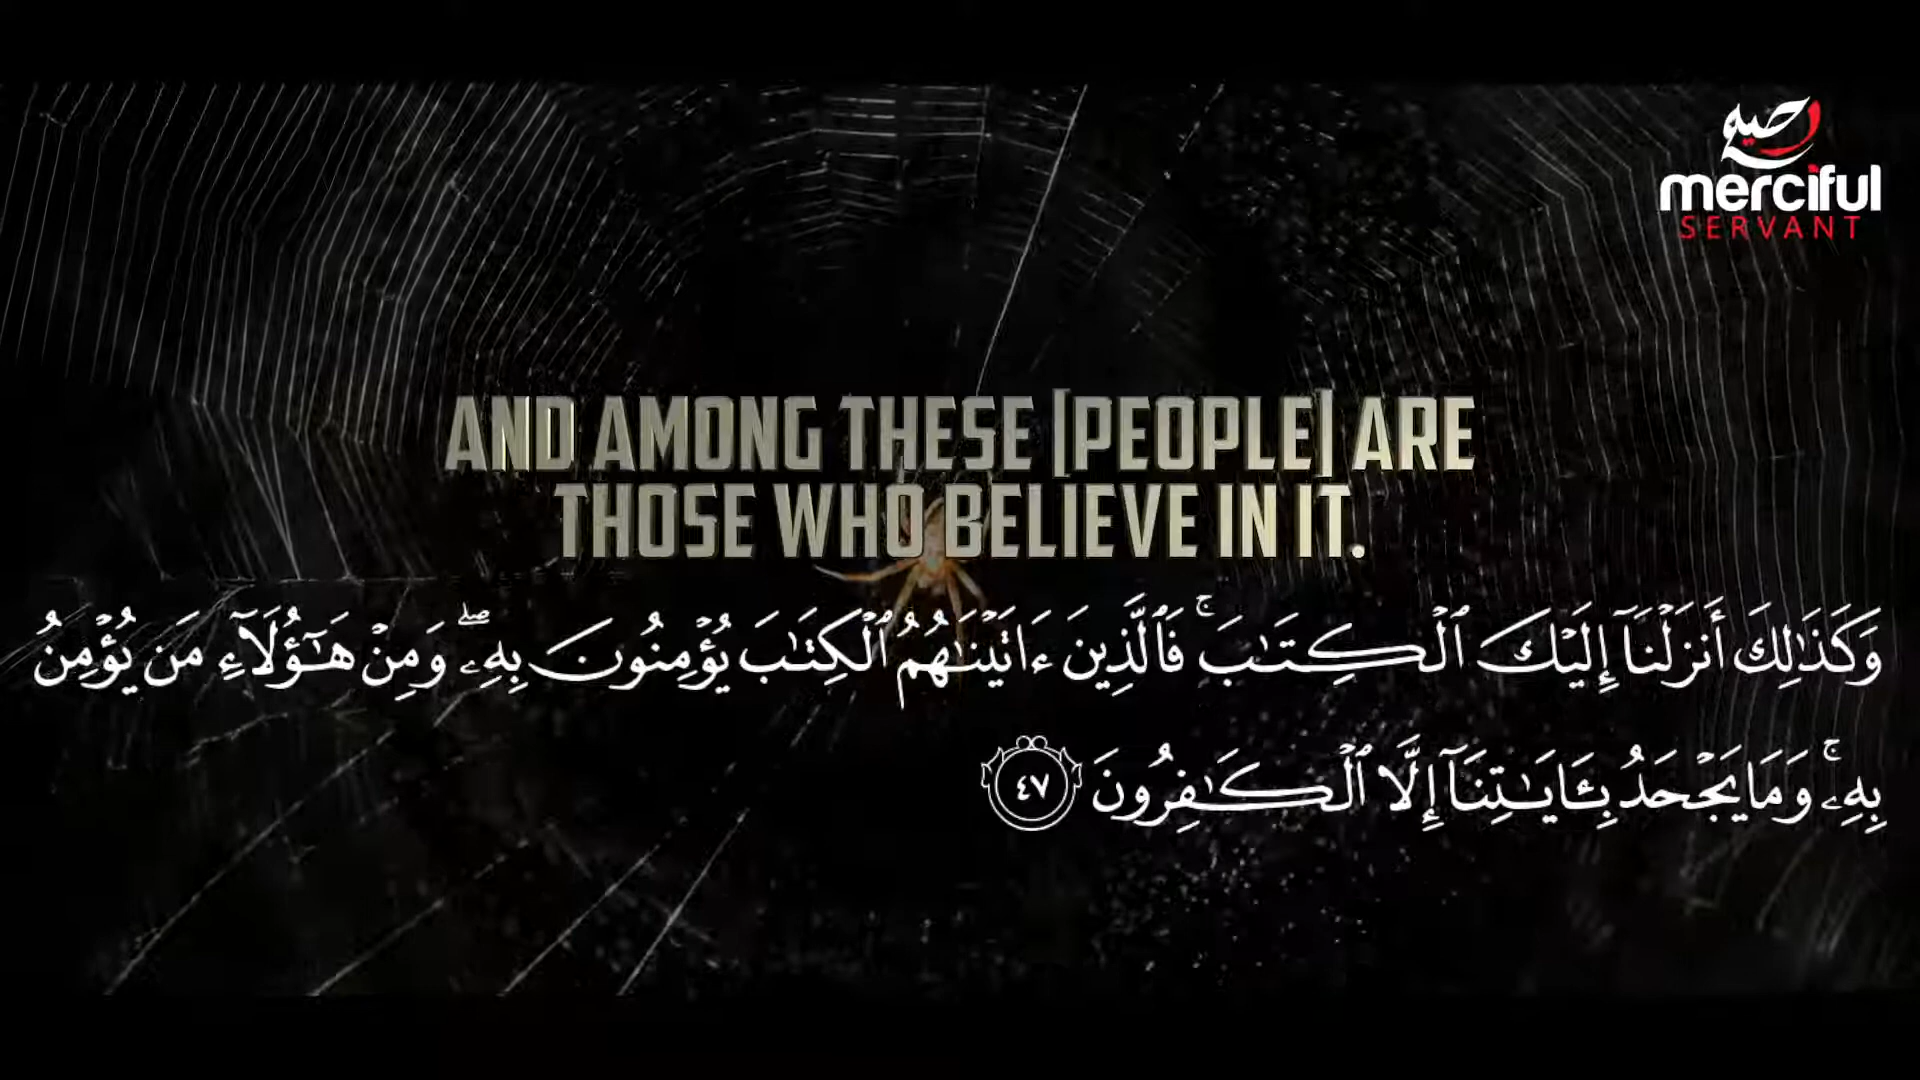 رحيم
merciful
SERVANT
AND AMONG THESE [PEOPLE] ARE
THOSE WHO BELIEVE IN IT.
وَكَذَٰلِكَ أَنزَلْنَآ إِلَيْكَ ٱلْكِتَـٰبَ ۚ فَٱلَّذِينَ ءَاتَيْنَـٰهُمُ ٱلْكِتَـٰبَ يُؤْمِنُونَ بِهِۦ ۖ وَمِنْ هَـٰٓؤُلَآءِ مَن يُؤْمِنُ
بِهِۦ ۚ وَمَا يَجْحَدُ بِـَٔايَـٰتِنَآ إِلَّا ٱلْكَـٰفِرُونَ ٤٧